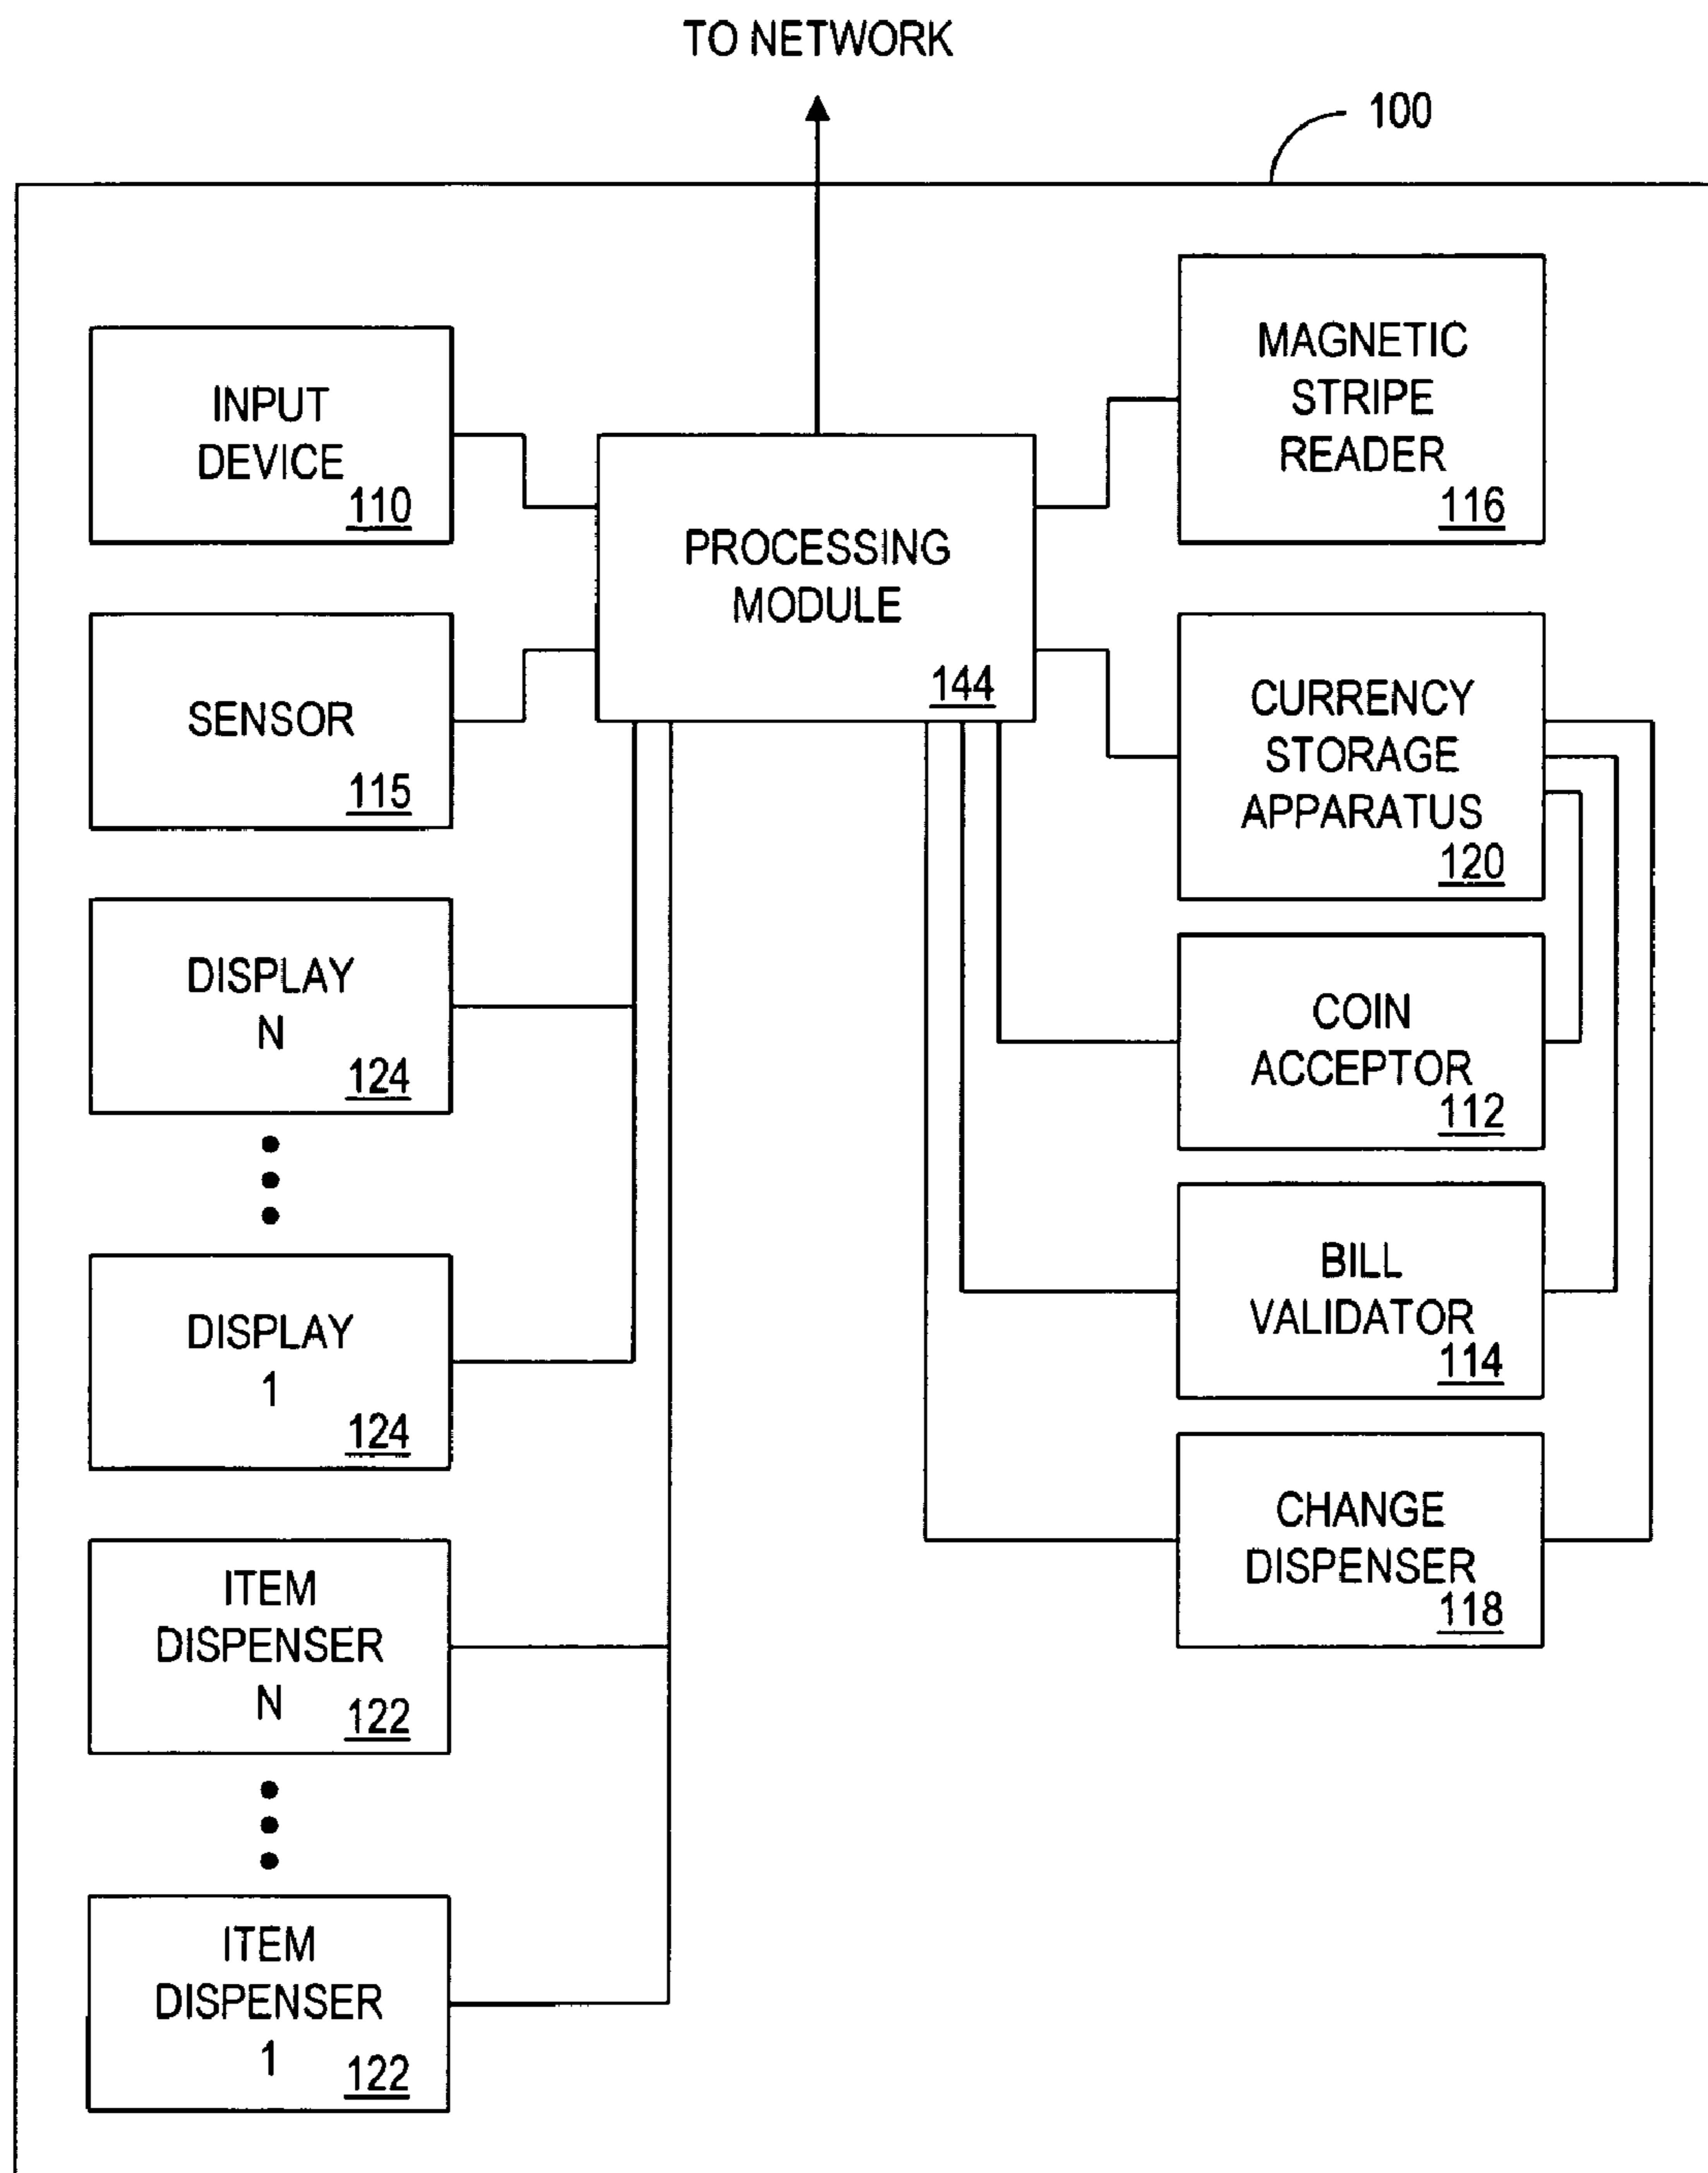 TO NETWORK
100
INPUT
DEVICE
110
PROCESSING
MODULE
144
MAGNETIC
STRIPE
READER
116
SENSOR
115
CURRENCY
STORAGE
APPARATUS
120
DISPLAY
N
124
COIN
ACCEPTOR
112
DISPLAY
1
124
BILL
VALIDATOR
114
CHANGE
DISPENSER
118
ITEM
DISPENSER
N
122
ITEM
DISPENSER
1
122